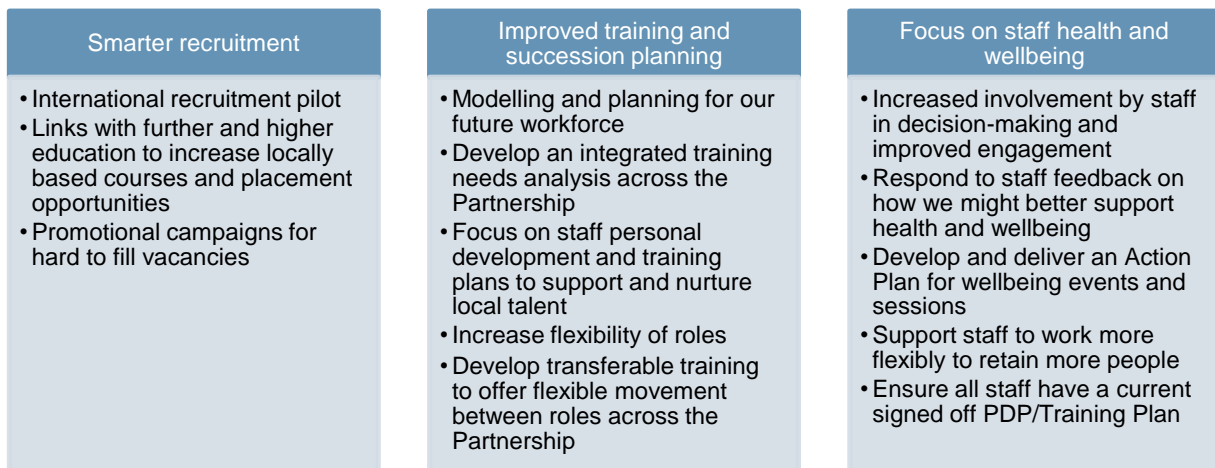 Smarter recruitment
• International recruitment pilot
• Links with further and higher
education to increase locally
based courses and placement
opportunities
• Promotional campaigns for
hard to fill vacancies
Improved training and
succession planning
• Modelling and planning for our
future workforce
• Develop an integrated training
needs analysis across the
Partnership
• Focus on staff personal
development and training
plans to support and nurture
local talent
• Increase flexibility of roles
• Develop transferable training
to offer flexible movement
between roles across the
Partnership
Focus on staff health and
wellbeing
• Increased involvement by staff
in decision-making and
improved engagement
• Respond to staff feedback on
how we might better support
health and wellbeing
• Develop and deliver an Action
Plan for wellbeing events and
sessions
• Support staff to work more
flexibly to retain more people
• Ensure all staff have a current
signed off PDP/Training Plan